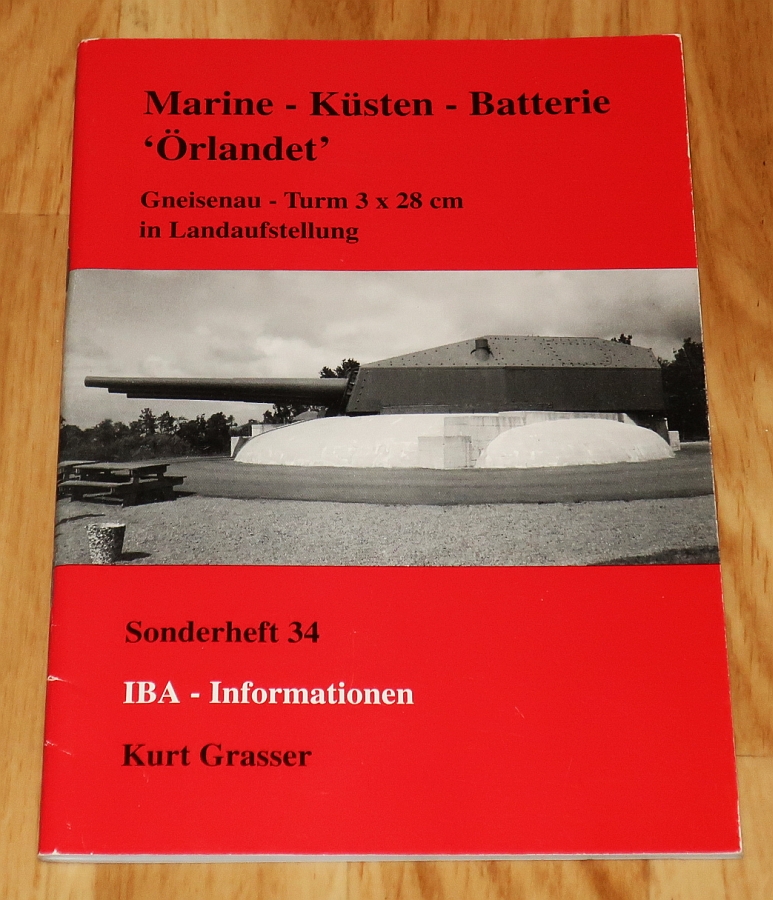 Marine - Küsten - Batterie
‘Örlandet’
Gneisenau - Turm 3 x 28 cm
in Landaufstellung
Sonderheft 34
IBA - Informationen
Kurt Grasser